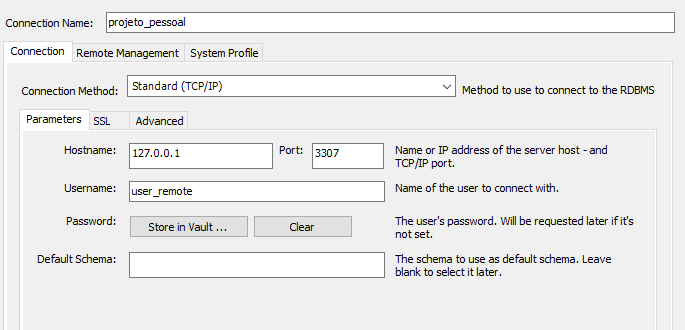 Connection Name: projeto_pessoal
Connection Remote Management System Profile
Connection Method: Standard (TCP/IP) Method to use to connect to the RDBMS
Parameters SSL Advanced
Hostname: 127.0.0.1 Port: 3307 Name or IP address of the server host - and
TCP/IP port.
Username: user_remote Name of the user to connect with.
Password: Store in Vault ... Clear The user's password. Will be requested later if it's
not set.
Default Schema: The schema to use as default schema. Leave
blank to select it later.